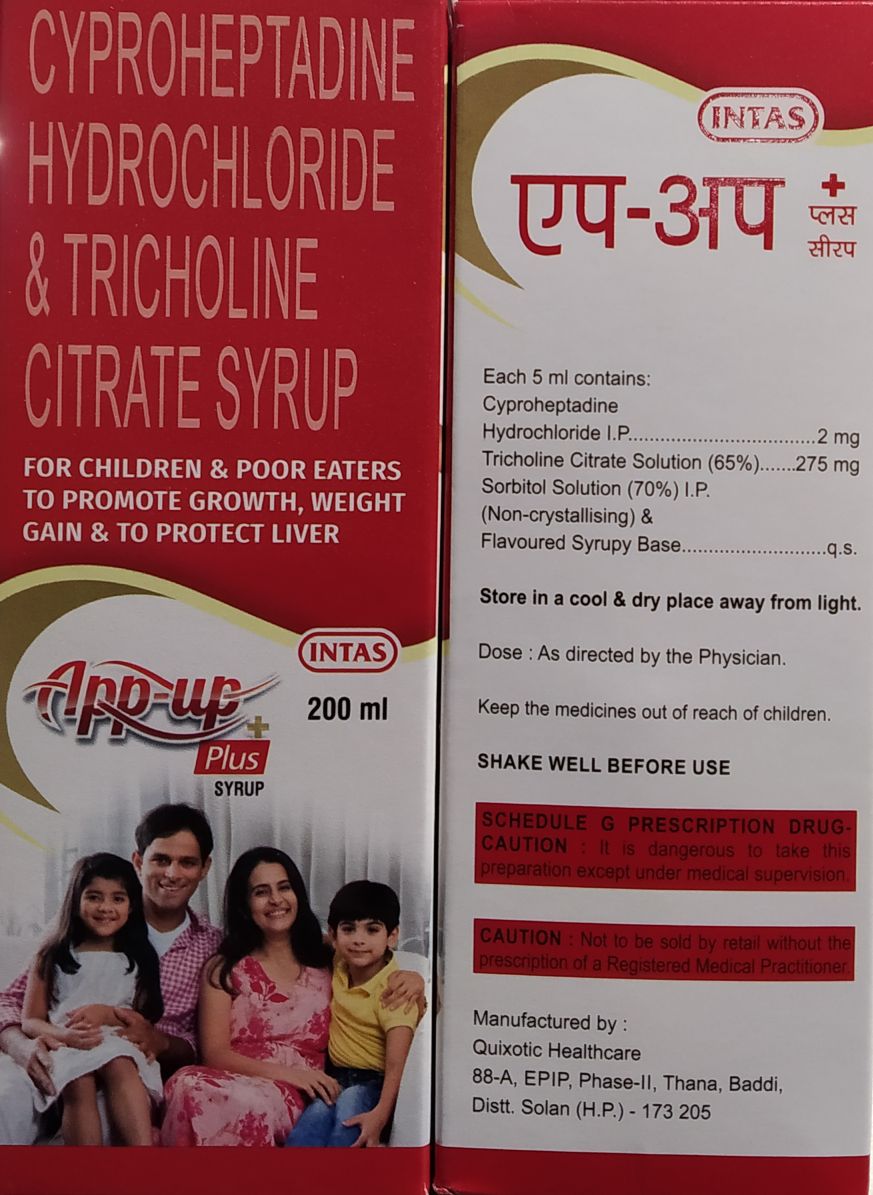 CYPROHEPTADINE
HYDROCHLORIDE
& TRICHOLINE
CITRATE SYRUP
FOR CHILDREN & POOR EATERS
TO PROMOTE GROWTH, WEIGHT
GAIN & TO PROTECT LIVER
INTAS
App-up
200 ml
+
Plus
SYRUP
INTAS
एप-अप +
प्लस
सीरप
Each 5 ml contains:
Cyproheptadine
Hydrochloride I.P..................................2 mg
Tricholine Citrate Solution (65%).......275 mg
Sorbitol Solution (70%) I.P.
(Non-crystallising) &
Flavoured Syrupy Base...........................q.s.
Store in a cool & dry place away from light.
Dose : As directed by the Physician.
Keep the medicines out of reach of children.
SHAKE WELL BEFORE USE
SCHEDULE G PRESCRIPTION DRUG-
CAUTION : It is dangerous to take this
preparation except under medical supervision.
CAUTION : Not to be sold by retail without the
prescription of a Registered Medical Practitioner.
Manufactured by :
Quixotic Healthcare
88-A, EPIP, Phase-II, Thana, Baddi,
Distt. Solan (H.P.) - 173 205